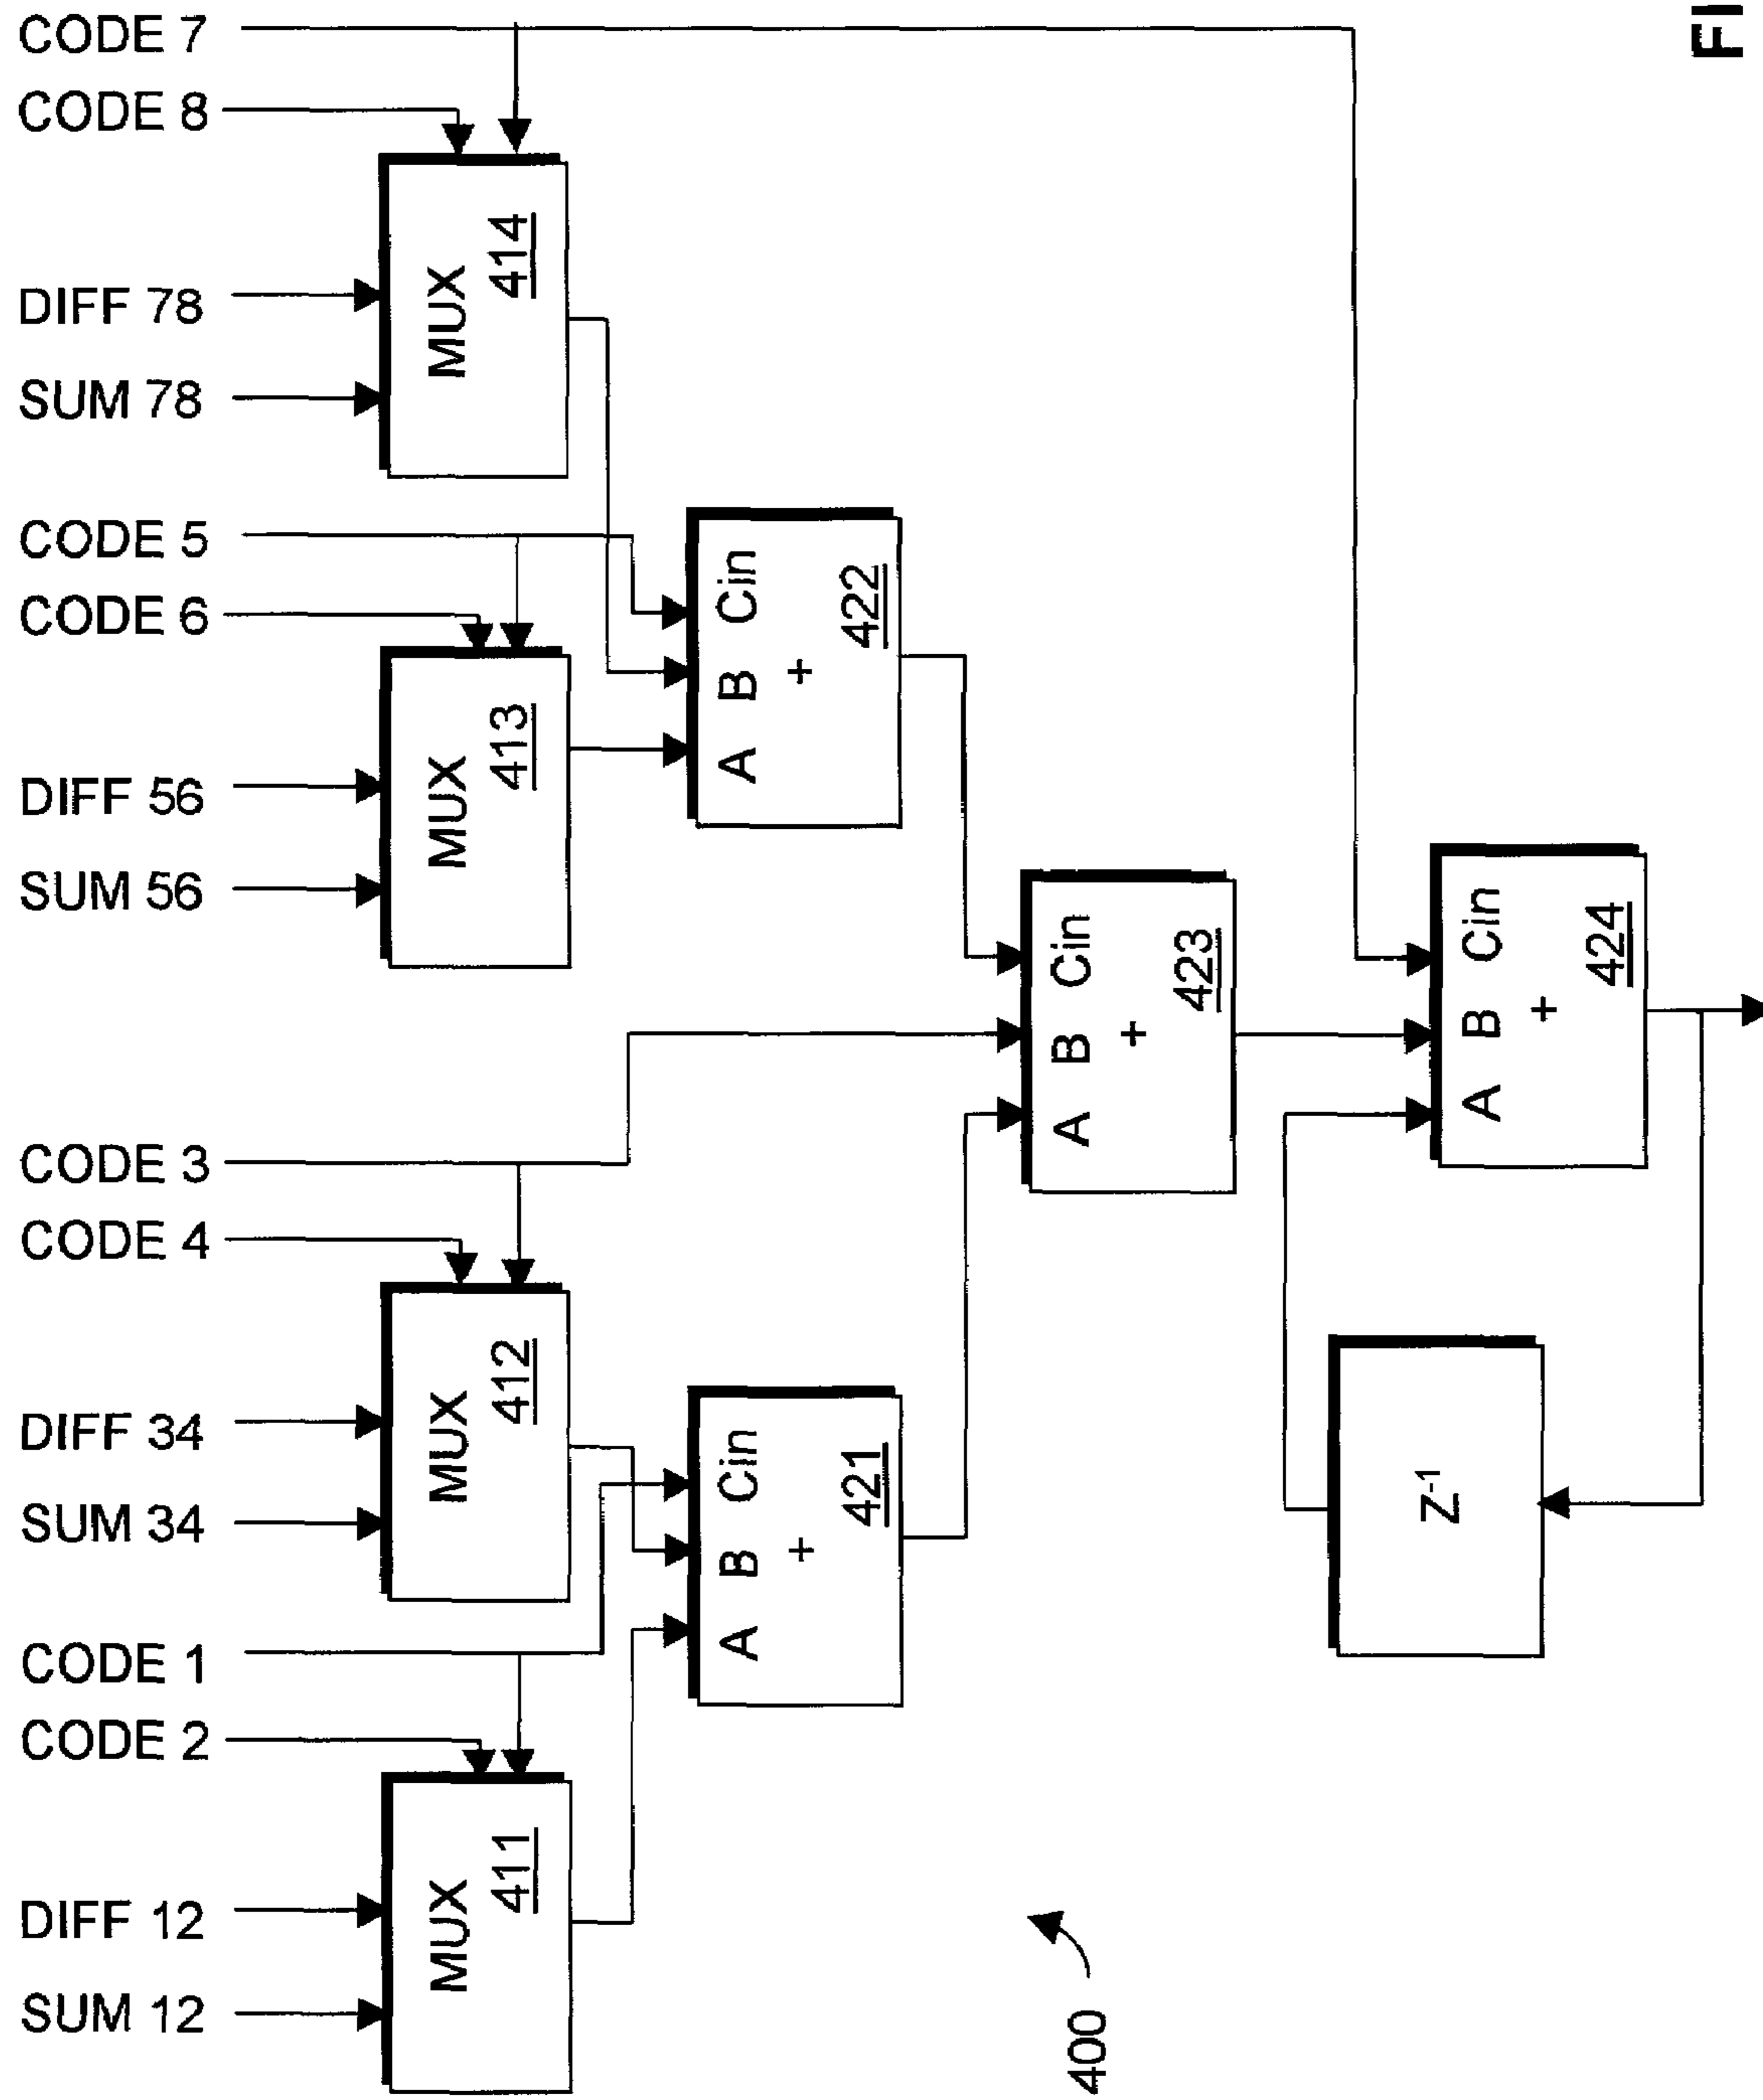 CODE 7
CODE 8
DIFF 78
SUM 78
CODE 5
CODE 6
DIFF 56
SUM 56
CODE 3
CODE 4
DIFF 34
SUM 34
CODE 1
CODE 2
DIFF 12
SUM 12
MUX
414
MUX
413
MUX
412
MUX
411
A B Cin
+
422
A B Cin
+
421
A B Cin
+
423
A B Cin
+
424
Z-1
400
FI